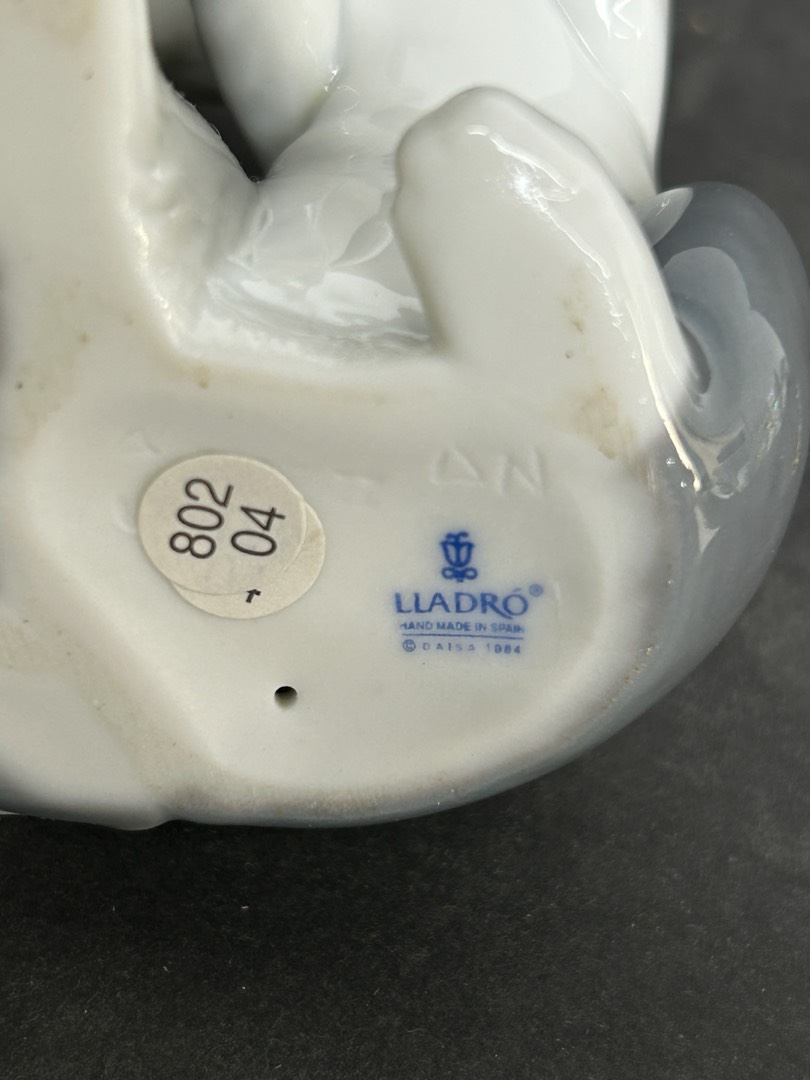 802
04
LLADRÓ®
HAND MADE IN SPAIN
© DAISA 1984